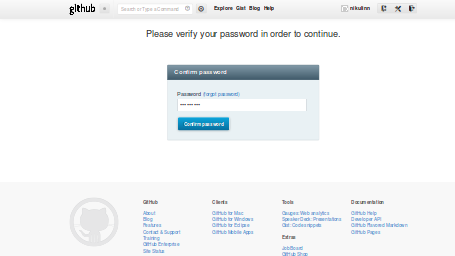 github
Search or Type a Command
Explore Gist Blog Help
Please verify your password in order to continue.
Confirm password
Password (forgot password)
Confirm password
GitHub
About
Blog
Features
Contact & Support
Training
GitHub Enterprise
Site Status
Clients
GitHub for Mac
GitHub for Windows
GitHub for Eclipse
GitHub Mobile Apps
Tools
Gauges: Web analytics
Speaker Deck: Presentations
Gist: Code snippets
Extras
Job Board
GitHub Shop
Documentation
GitHub Help
Developer API
GitHub Flavored Markdown
GitHub Pages